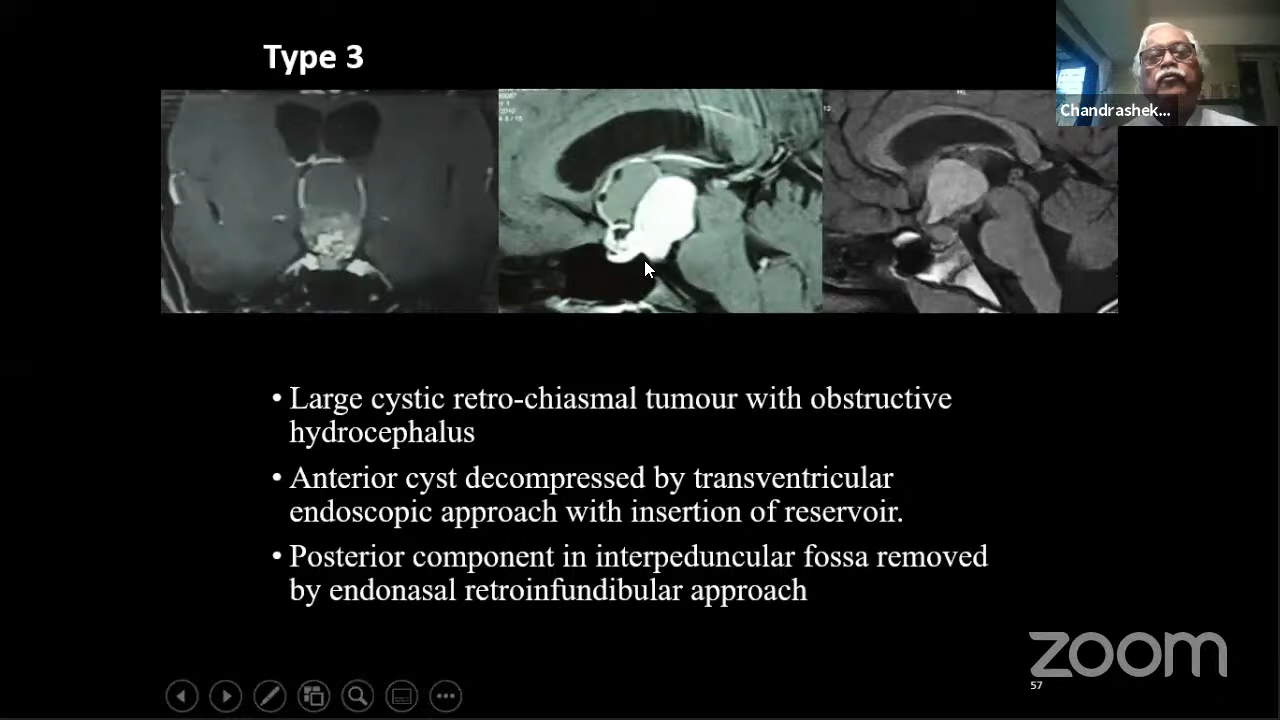 Type 3
Chandrashek...
• Large cystic retro-chiasmal tumour with obstructive
hydrocephalus
• Anterior cyst decompressed by transventricular
endoscopic approach with insertion of reservoir.
• Posterior component in interpeduncular fossa removed
by endonasal retroinfundibular approach
zoom
57